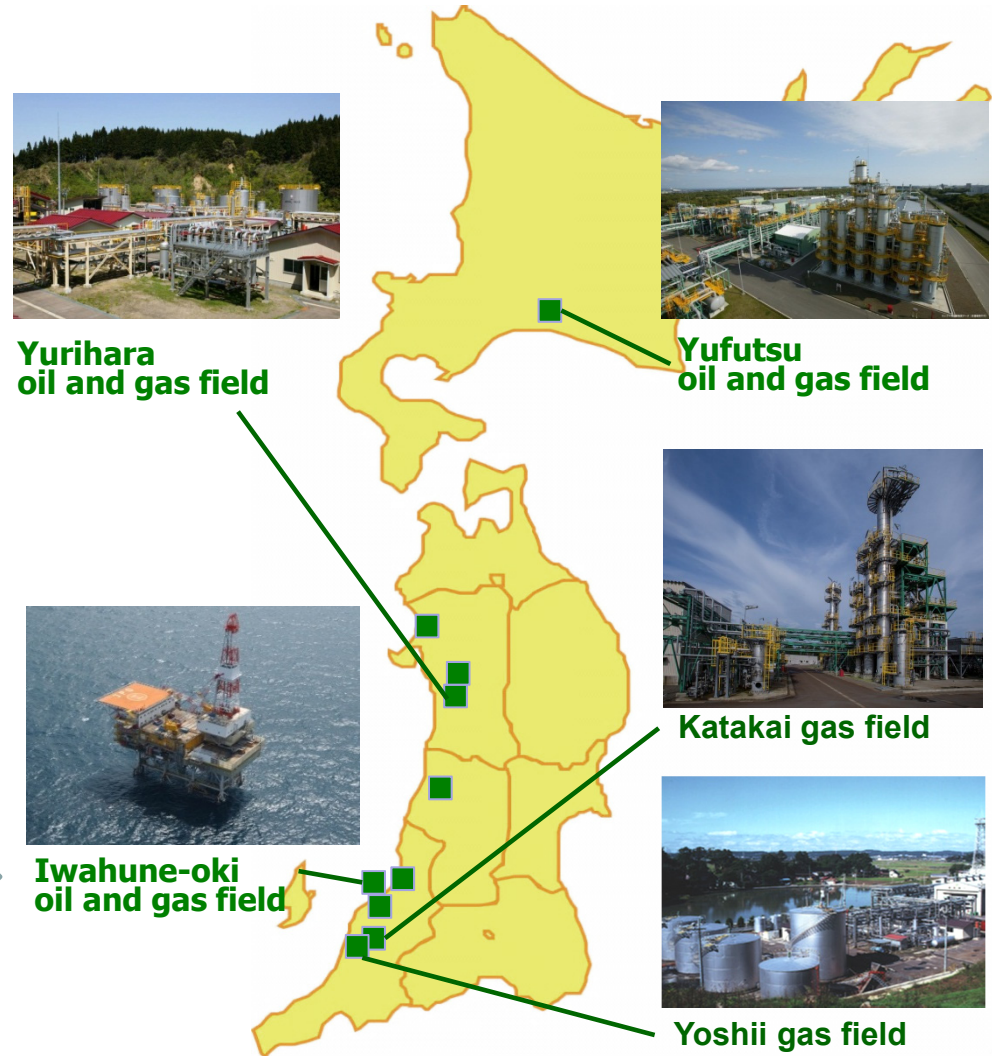 Yurihara
oil and gas field
Yufutsu
oil and gas field
Katakai gas field
Iwahune-oki
oil and gas field
Yoshii gas field